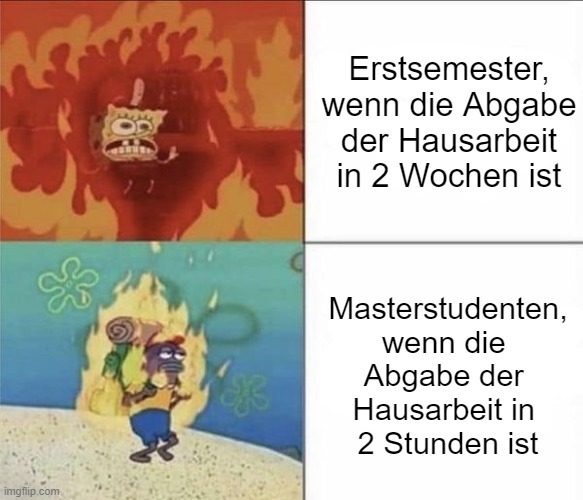 Erstsemester,
wenn die Abgabe
der Hausarbeit
in 2 Wochen ist
Masterstudenten,
wenn die
Abgabe der
Hausarbeit in
2 Stunden ist
imgflip.com